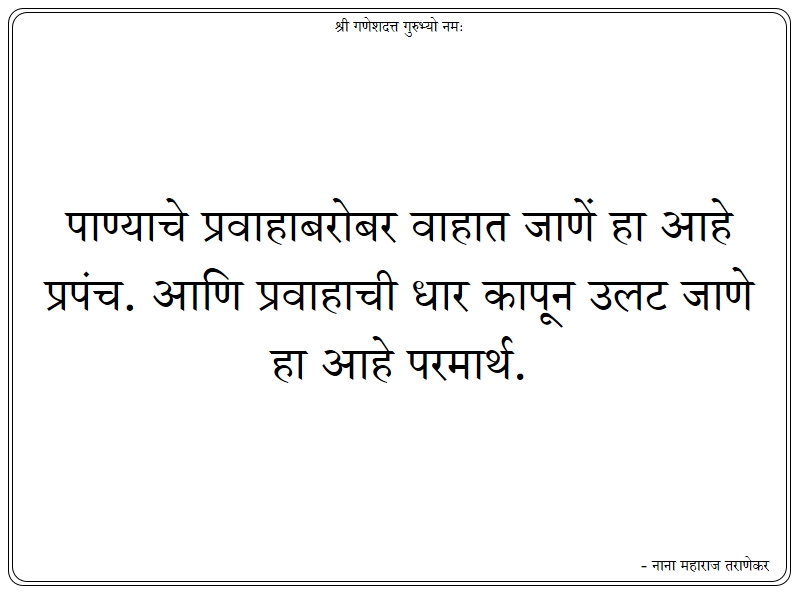 श्री गणेशदत्त गुरुभ्यो नमः
पाण्याचे प्रवाहाबरोबर वाहात जाणें हा आहे
प्रपंच. आणि प्रवाहाची धार कापून उलट जाणे
हा आहे परमार्थ.
- नाना महाराज तराणेकर